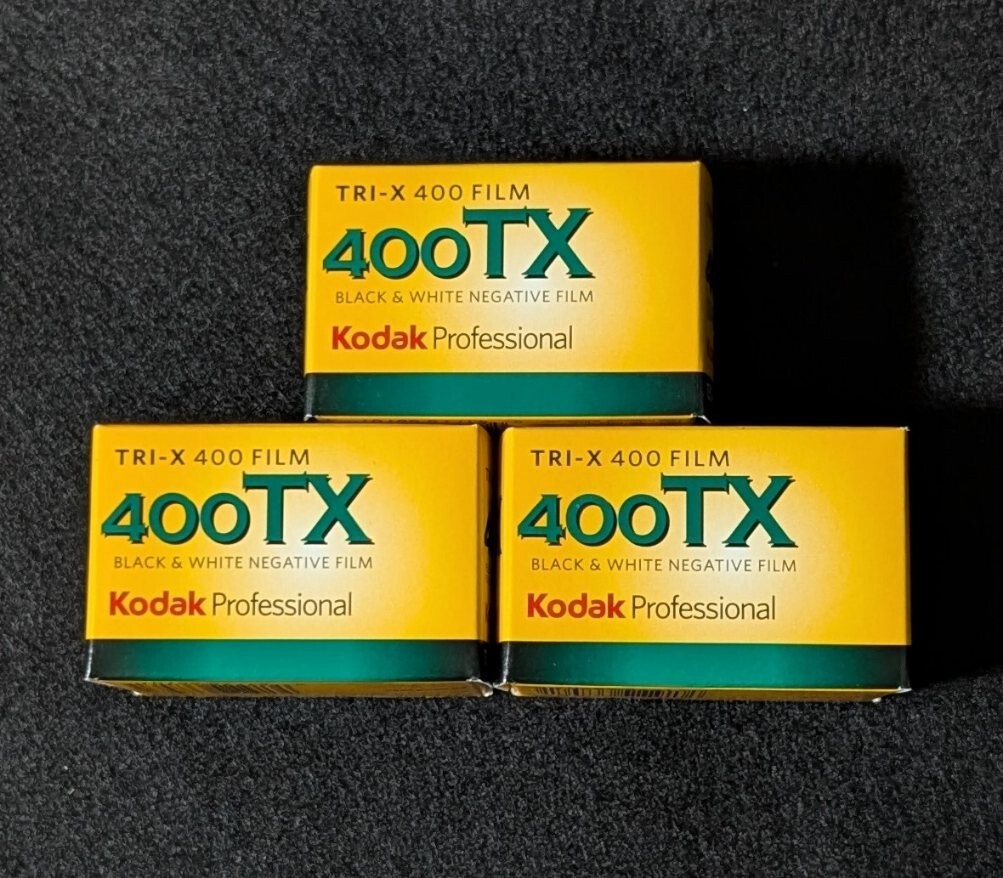 TRI-X 400 FILM
400TX
BLACK & WHITE NEGATIVE FILM
Kodak Professional
TRI-X 400 FILM
400TX
BLACK & WHITE NEGATIVE FILM
Kodak Professional
TRI-X 400 FILM
400TX
BLACK & WHITE NEGATIVE FILM
Kodak Professional